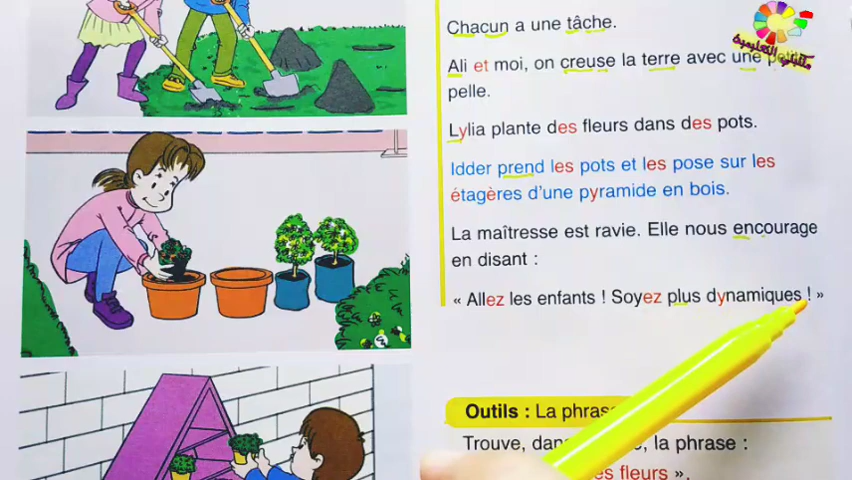 Chacun a une tâche.
Ali et moi, on creuse la terre avec une
pelle.
Lylia plante des fleurs dans des pots.
Idder prend les pots et les pose sur les
étagères d'une pyramide en bois.
La maîtresse est ravie. Elle nous encourage
en disant :
« Allez les enfants ! Soyez plus dynamiques ! »
Outils : La phrase
Trouve, la phrase :
fleurs ».